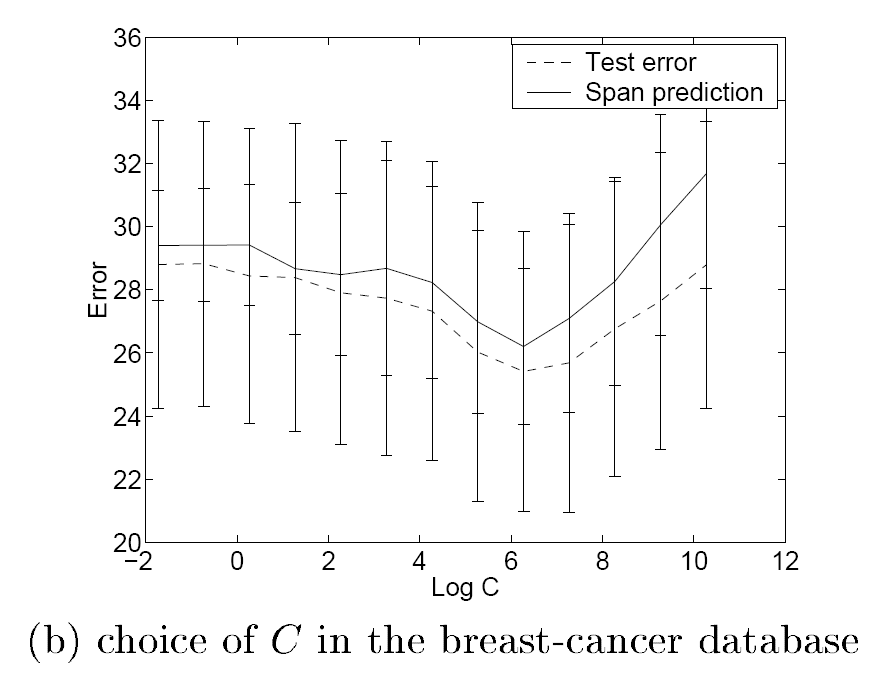 36
34
32
30
28
26
24
22
20
Error
Test error
Span prediction
−2 0 2 4 6 8 10 12
Log C
(b) choice of C in the breast-cancer database